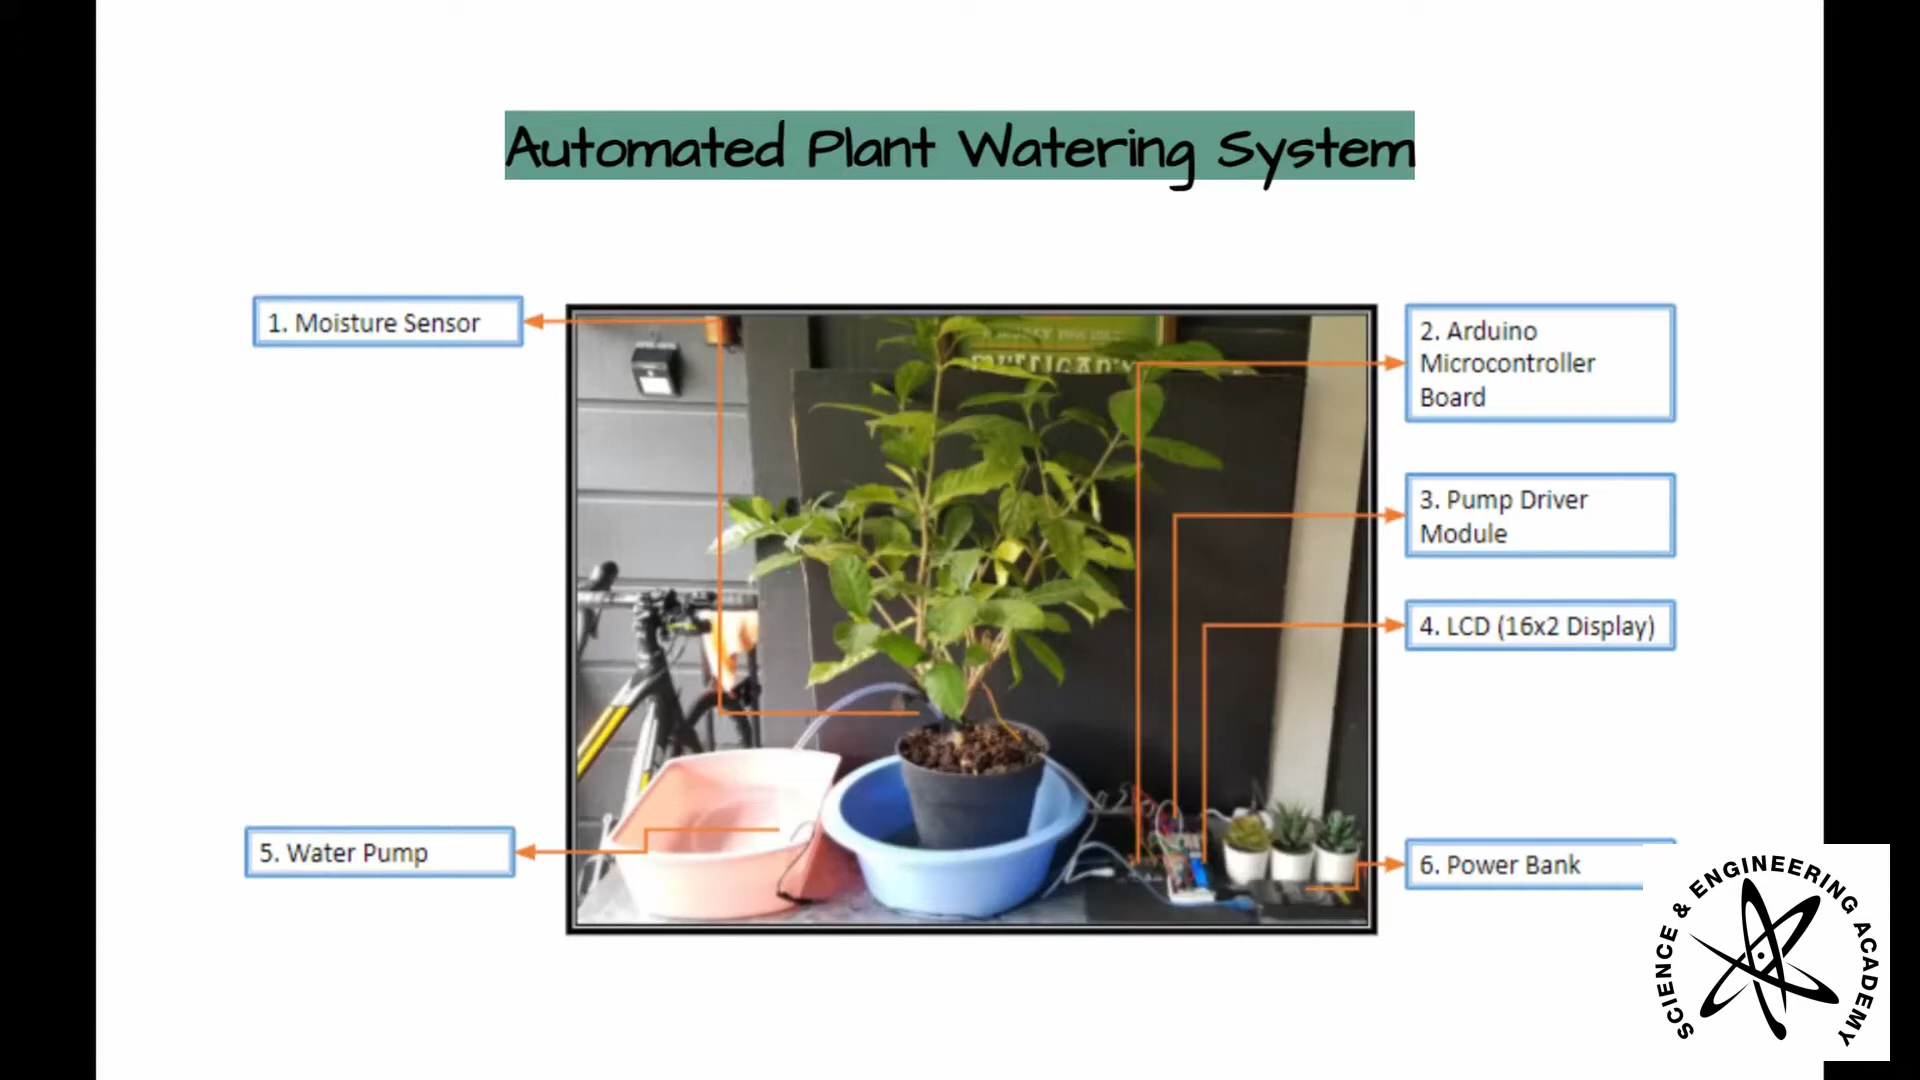 Automated Plant Watering System
1. Moisture Sensor
2. Arduino
Microcontroller
Board
3. Pump Driver
Module
4. LCD (16x2 Display)
5. Water Pump
6. Power Bank
SCIENCE & ENGINEERING ACADEMY